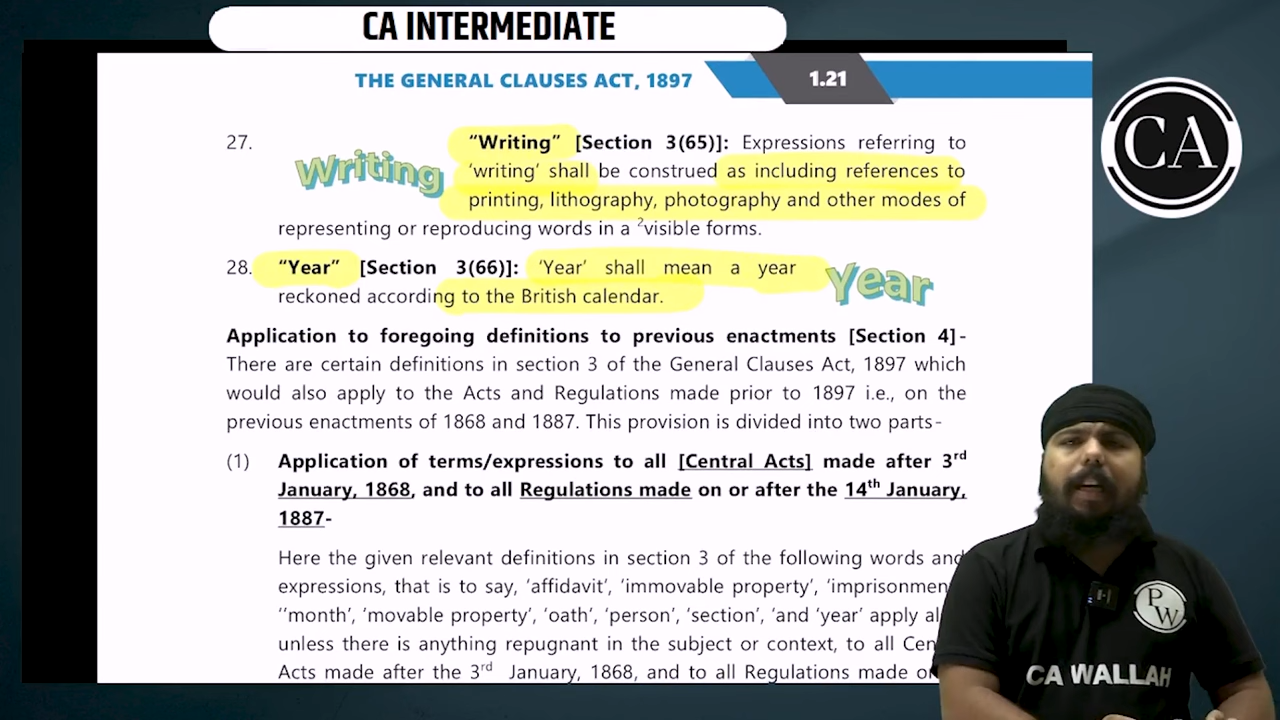 CA INTERMEDIATE
THE GENERAL CLAUSES ACT, 1897
1.21
CA
27. “Writing” [Section 3(65)]: Expressions referring to
Writing
‘writing’ shall be construed as including references to
printing, lithography, photography and other modes of
representing or reproducing words in a 2visible forms.
28. “Year” [Section 3(66)]: ‘Year’ shall mean a year
Year
reckoned according to the British calendar.
Application to foregoing definitions to previous enactments [Section 4]-
There are certain definitions in section 3 of the General Clauses Act, 1897 which
would also apply to the Acts and Regulations made prior to 1897 i.e., on the
previous enactments of 1868 and 1887. This provision is divided into two parts-
(1) Application of terms/expressions to all [Central Acts] made after 3rd
January, 1868, and to all Regulations made on or after the 14th January,
1887-
Here the given relevant definitions in section 3 of the following words and
expressions, that is to say, ‘affidavit’, ‘immovable property’, ‘imprisonmen
‘‘month’, ‘movable property’, ‘oath’, ‘person’, ‘section’, ‘and ‘year’ apply al
unless there is anything repugnant in the subject or context, to all Cen
Acts made after the 3rd January, 1868, and to all Regulations made o
PW
CA WALLAH